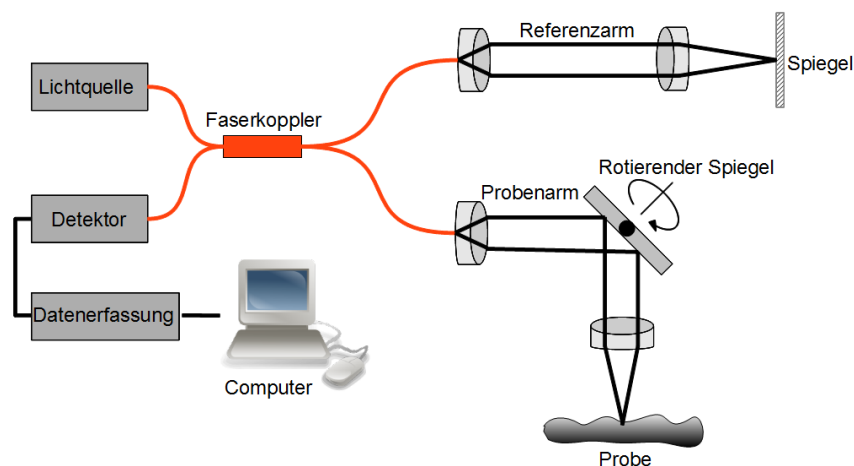 Referenzarm
Spiegel
Lichtquelle
Faserkoppler
Rotierender Spiegel
Probenarm
Detektor
Datenerfassung
Computer
Probe